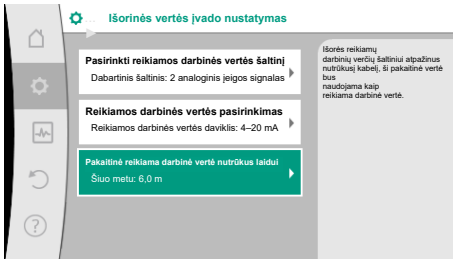 Išorinės vertės įvado nustatymas
Pasirinkti reikiamos darbinės vertės šaltinį
Dabartinis šaltinis: 2 analoginis įeigos signalas
Reikiamos darbinės vertės pasirinkimas
Reikiamos darbinės vertės daviklis: 4–20 mA
Pakaitinė reikiama darbinė vertė nutrūkus laidui
Šiuo metu: 6,0 m
Išorės reikiamų
darbinių verčių šaltiniui atpažinus
nutrūkusį kabelį, ši pakaitinė vertė
bus
naudojama kaip
reikiama darbinė vertė.